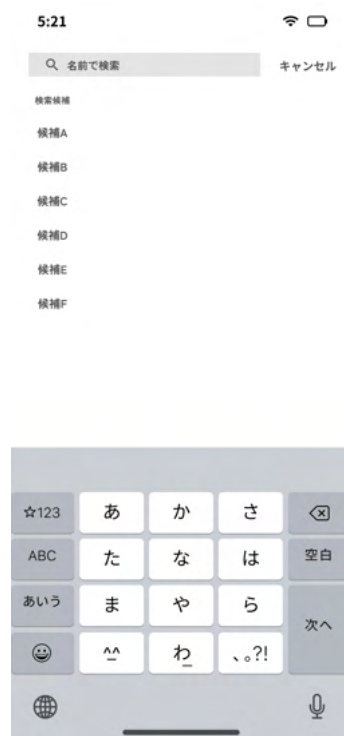 5:21
名前で検索 キャンセル
検索候補
候補A
候補B
候補C
候補D
候補E
候補F
☆123 あ か さ
ABC た な は 空白
あいう ま や ら 次へ
^^ わ 、。?!